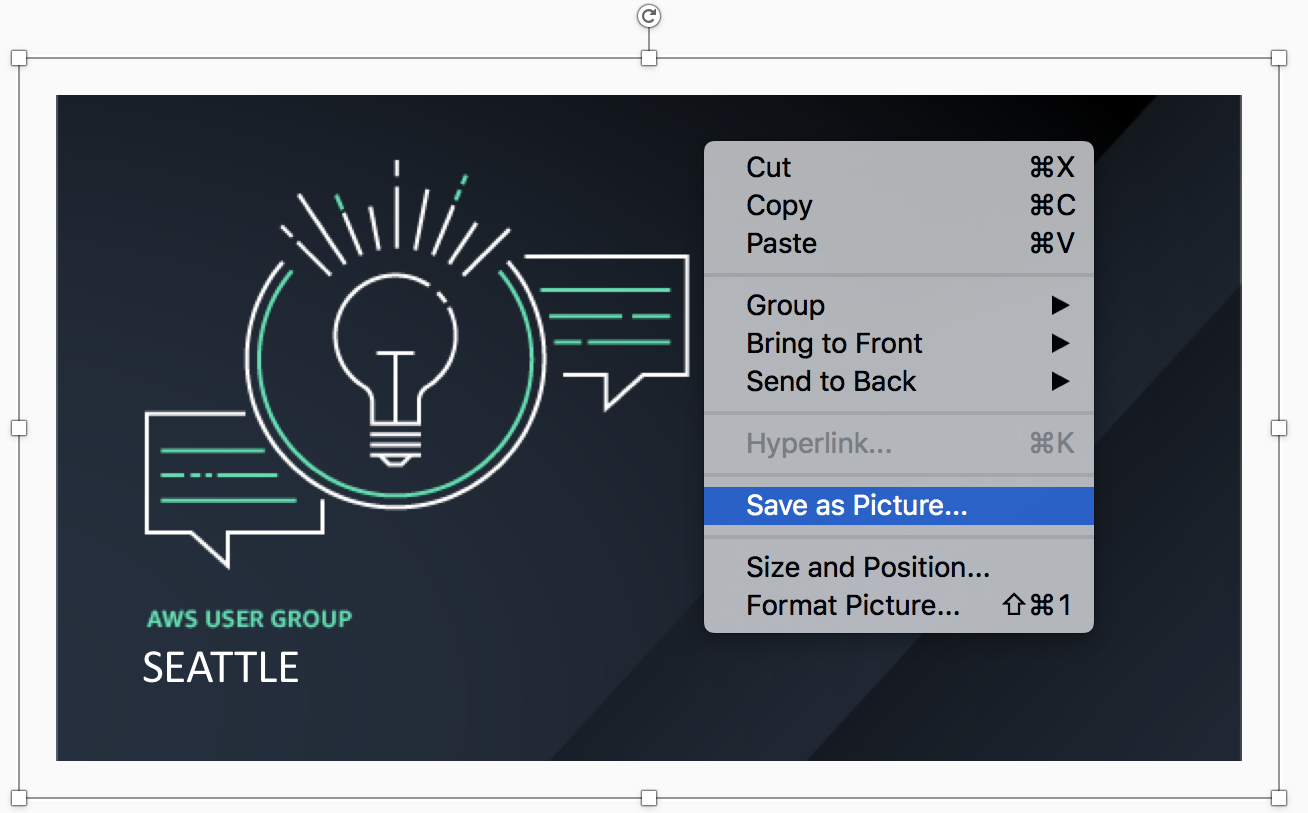 Cut ⌘X
Copy ⌘C
Paste ⌘V
Group ▶
Bring to Front ▶
Send to Back ▶
Hyperlink... ⌘K
Save as Picture...
Size and Position...
Format Picture... ⇧⌘1
AWS USER GROUP
SEATTLE